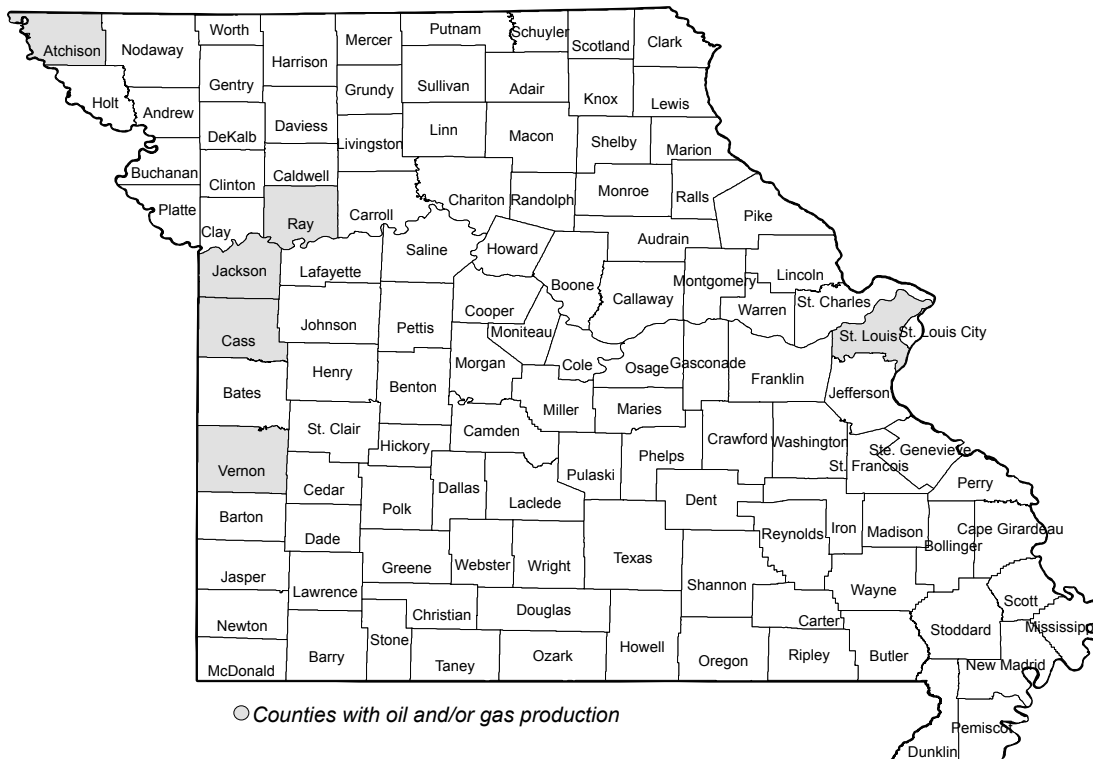 Worth
Putnam
Schuyler
Mercer
Scotland
Clark
Atchison
Nodaway
Harrison
Gentry
Grundy
Sullivan
Adair
Knox
Lewis
Holt
Andrew
DeKalb
Daviess
Livingston
Linn
Macon
Shelby
Marion
Buchanan
Clinton
Caldwell
Chariton
Randolph
Monroe
Ralls
Pike
Platte
Clay
Ray
Carroll
Saline
Howard
Audrain
Jackson
Lafayette
Boone
Callaway
Montgomery
Lincoln
Warren
St. Charles
Cass
Johnson
Pettis
Cooper
Moniteau
St. Louis
St. Louis City
Bates
Henry
Benton
Morgan
Cole
Osage
Gasconade
Franklin
Jefferson
Miller
Maries
St. Clair
Hickory
Camden
Crawford
Washington
Ste. Genevieve
St. Francois
Vernon
Pulaski
Phelps
Perry
Cedar
Polk
Dallas
Laclede
Dent
Barton
Dade
Texas
Reynolds
Iron
Madison
Cape Girardeau
Bollinger
Jasper
Greene
Webster
Wright
Shannon
Wayne
Lawrence
Christian
Douglas
Carter
Scott
Newton
Stone
Howell
Stoddard
Mississippi
McDonald
Barry
Taney
Ozark
Oregon
Ripley
Butler
New Madrid
Counties with oil and/or gas production
Pemiscot
Dunklin